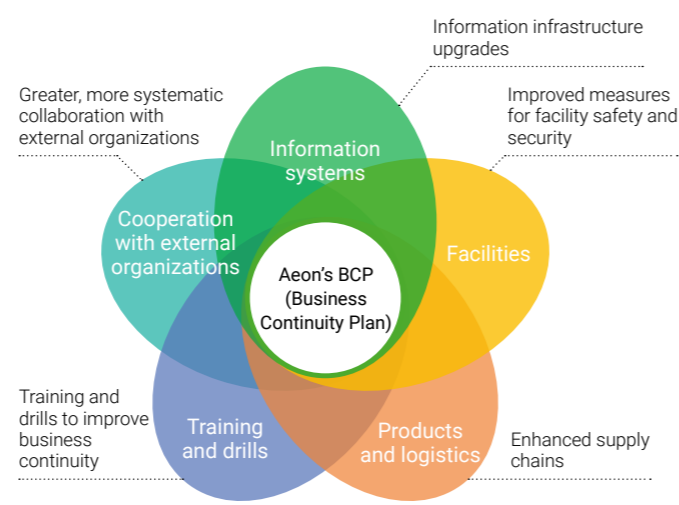 Information infrastructure
upgrades
Greater, more systematic
collaboration with
external organizations
Improved measures
for facility safety and
security
Information
systems
Cooperation
with external
organizations
Facilities
Aeon’s BCP
(Business
Continuity Plan)
Training and
drills to improve
business
continuity
Training
and drills
Products
and logistics
Enhanced supply
chains